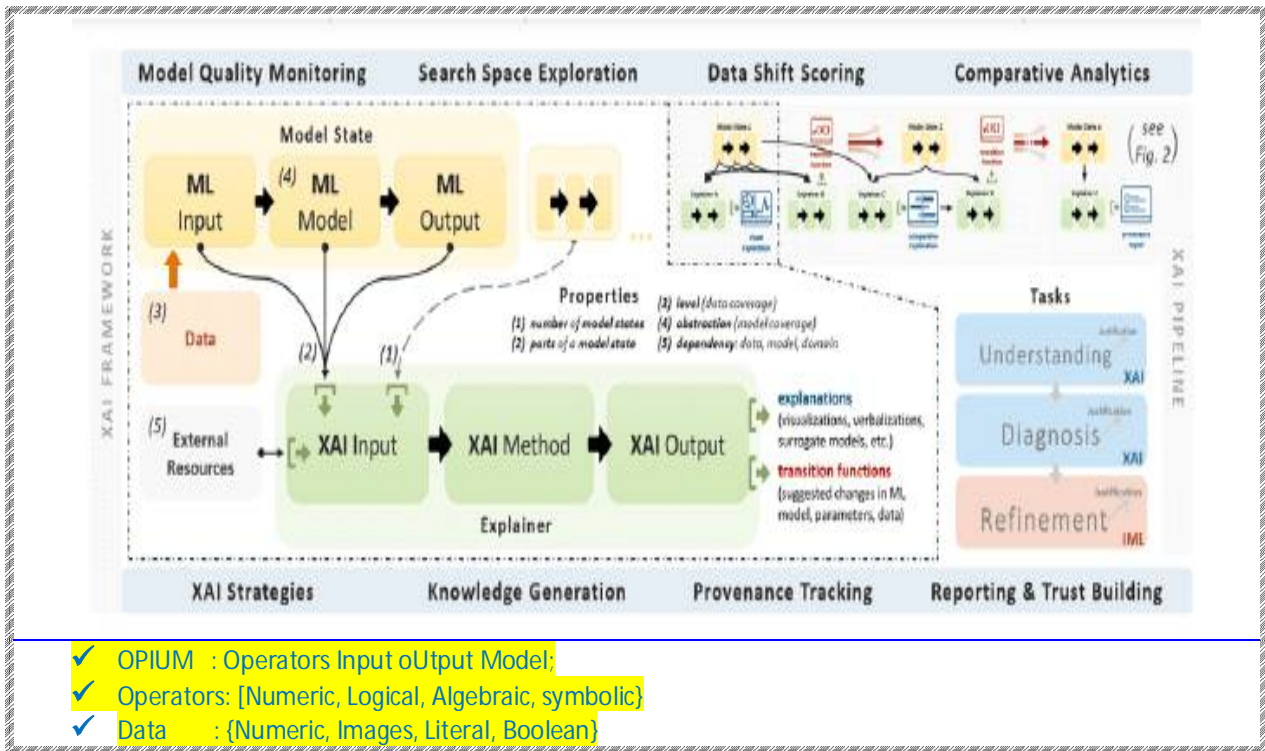 Model Quality Monitoring
Search Space Exploration
Data Shift Scoring
Comparative Analytics
XAI FRAMEWORK
XAI PIPELINE
Model State
ML
Input
(4) ML
Model
ML
Output
...
(see
Fig. 2)
(3)
Data
(2)
(1)
Properties
(1) number of model states
(2) parts of a model state
(3) level (data coverage)
(4) abstraction (model coverage)
(5) dependency: data, model, domain
Tasks
Understanding
XAI
Diagnosis
XAI
Refinement
IML
(5) External
Resources
XAI Input
XAI Method
XAI Output
Explainer
explanations
(visualizations, verbalizations,
surrogate models, etc.)
transition functions
(suggested changes in ML
model, parameters, data)
XAI Strategies
Knowledge Generation
Provenance Tracking
Reporting & Trust Building
✓ OPIUM : Operators Input oUtput Model;
✓ Operators: [Numeric, Logical, Algebraic, symbolic}
✓ Data : {Numeric, Images, Literal, Boolean}